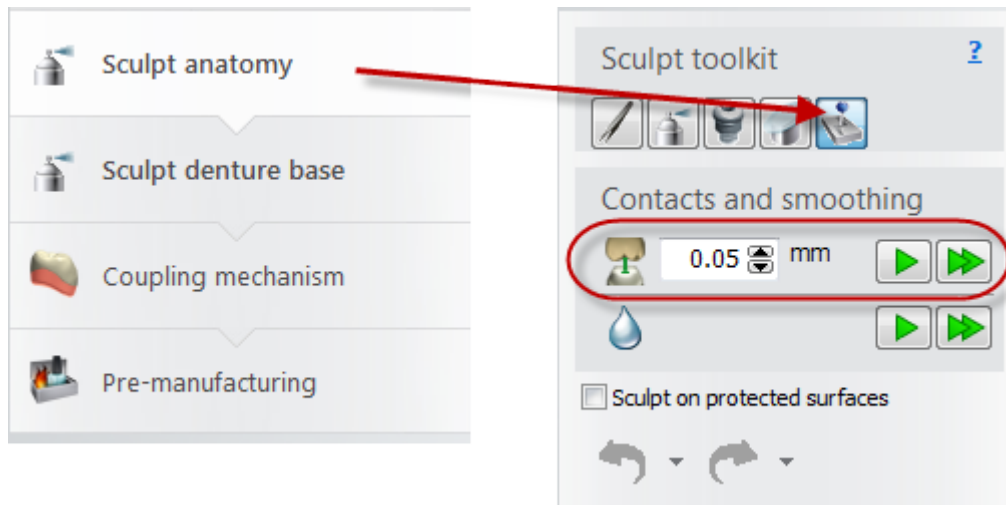 Sculpt anatomy
Sculpt denture base
Coupling mechanism
Pre-manufacturing
Sculpt toolkit
?
Contacts and smoothing
0.05 mm
Sculpt on protected surfaces